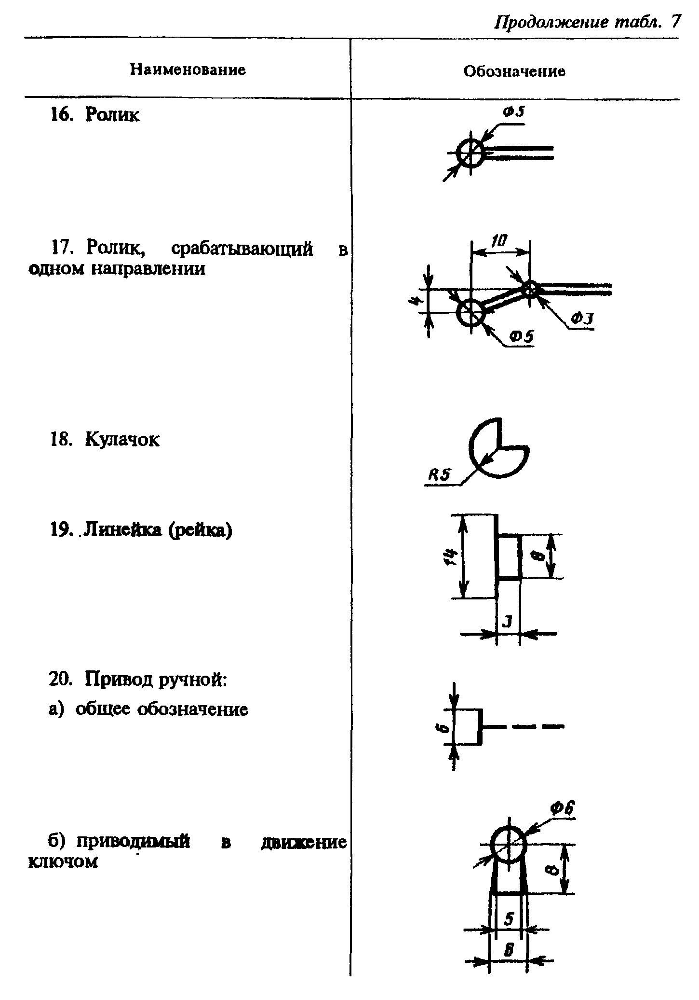 Продолжение табл. 7
Наименование
Обозначение
16. Ролик
Ф5
17. Ролик, срабатывающий в
одном направлении
10
4
Ф3
Ф5
18. Кулачок
R5
19. Линейка (рейка)
14
8
3
20. Привод ручной:
а) общее обозначение
6
б) приводимый в движение
ключом
Ф6
8
5
6